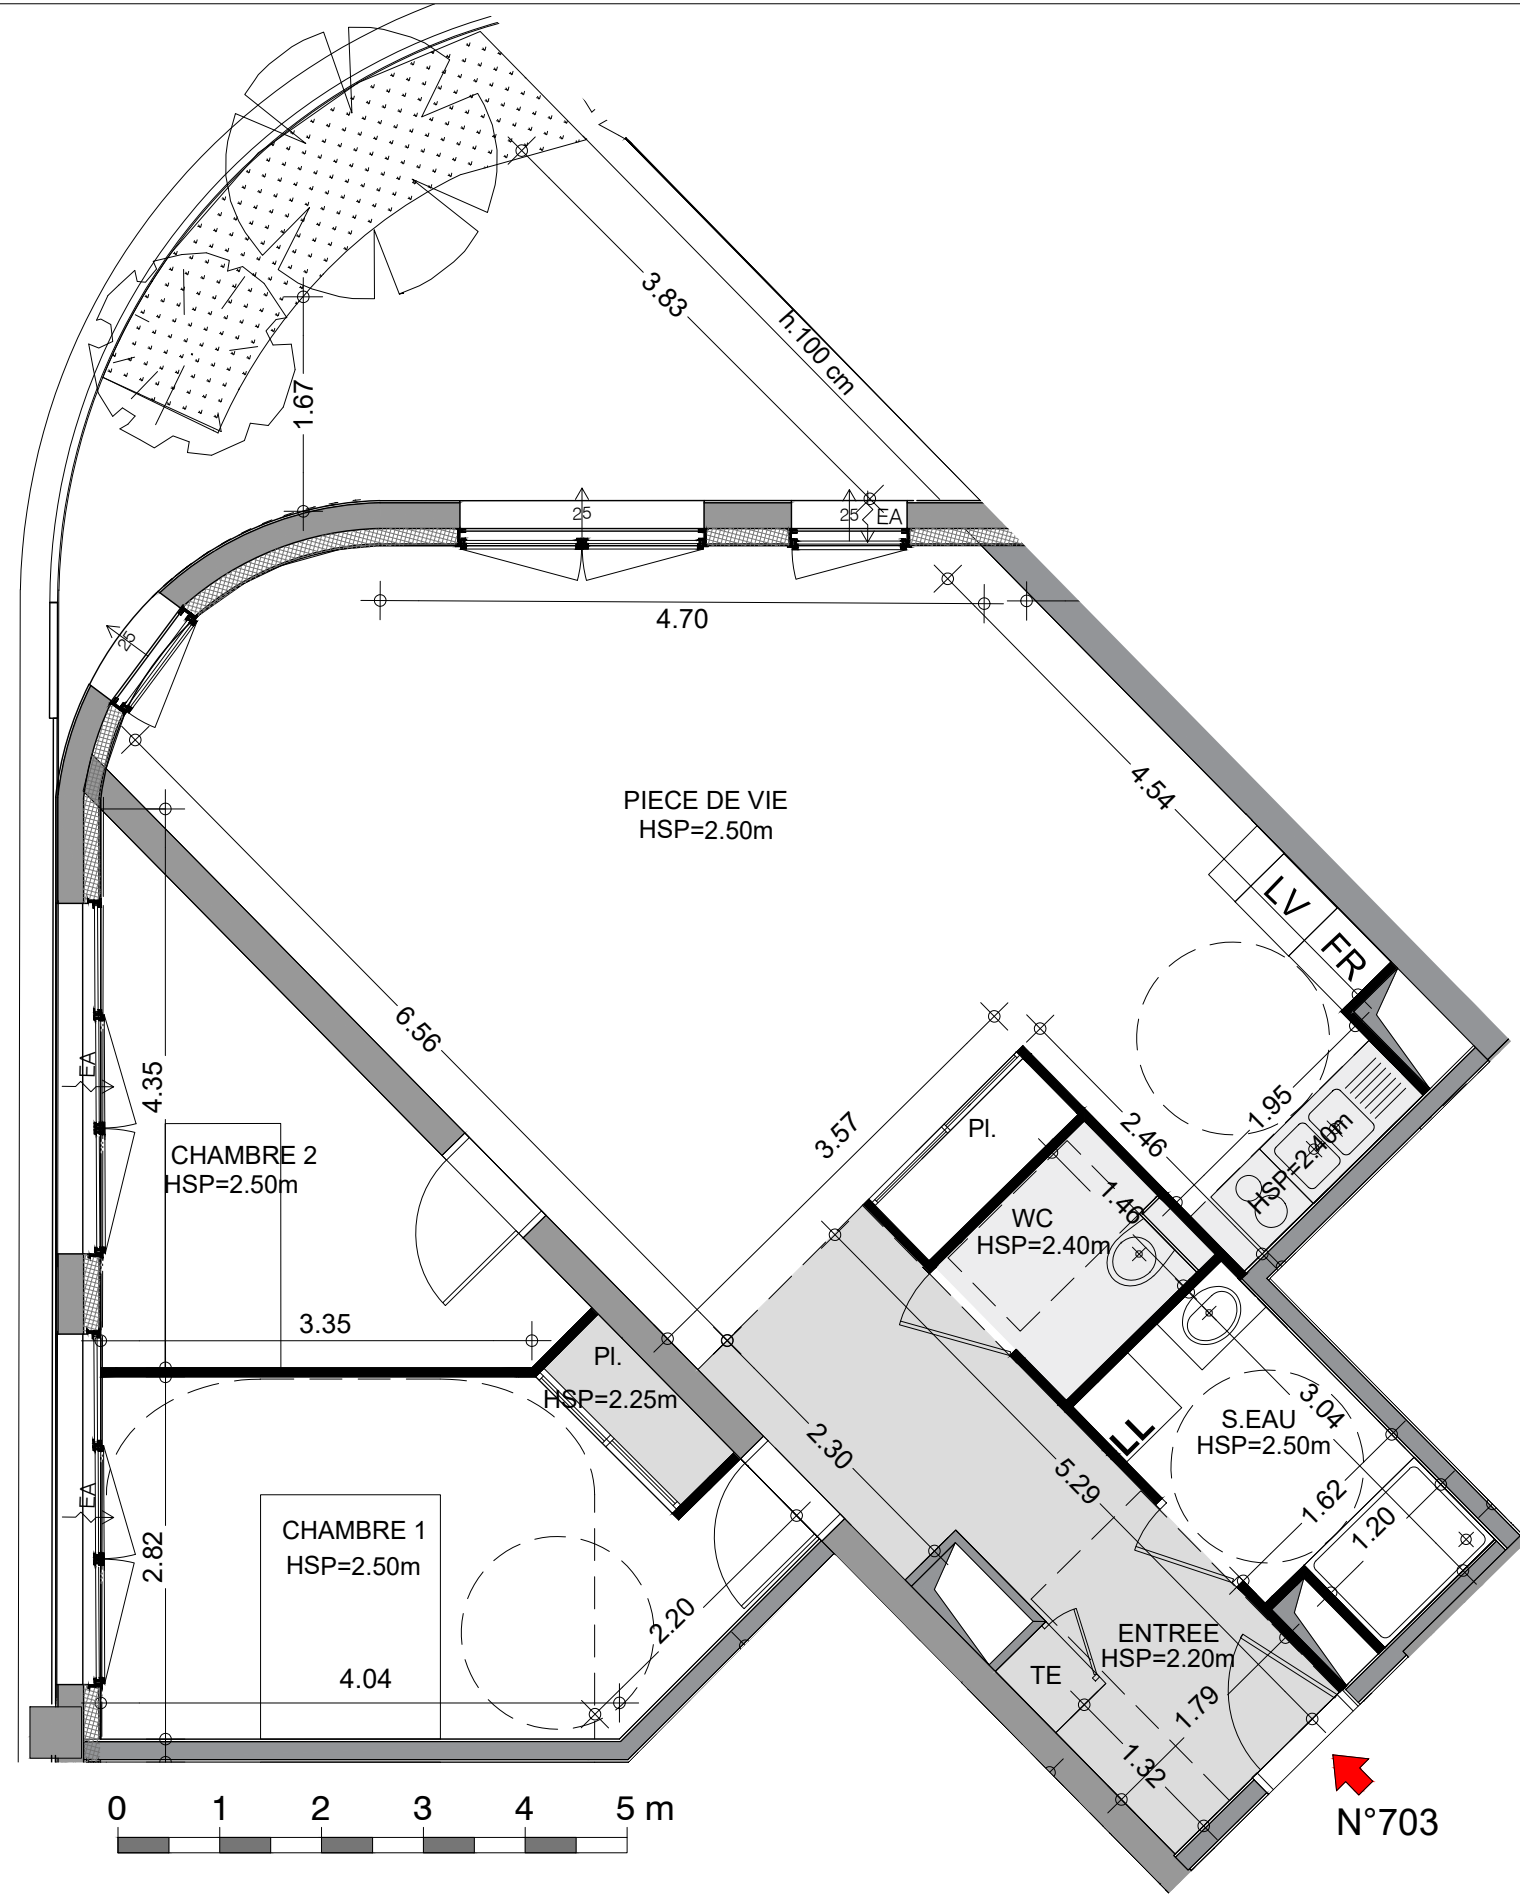 3.83
h.100 cm
1.67
25
25
EA
25
4.70
4.54
PIECE DE VIE
HSP=2.50m
LV
FR
6.56
EA
4.35
3.57
Pl.
2.46
1.95
HSP=2.40m
CHAMBRE 2
HSP=2.50m
WC
HSP=2.40m
1.46
3.35
Pl.
HSP=2.25m
2.30
5.29
LL
S.EAU
HSP=2.50m
3.04
1.62
1.20
EA
2.82
CHAMBRE 1
HSP=2.50m
2.20
4.04
ENTREE
HSP=2.20m
TE
1.79
1.32
0 1 2 3 4 5 m
N°703